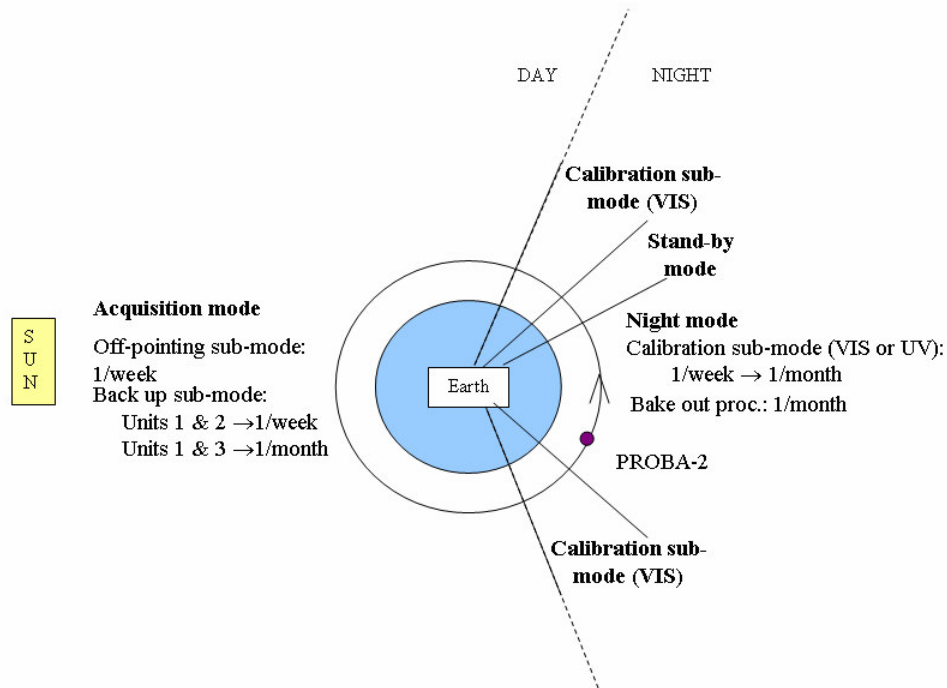 DAY
NIGHT
Calibration sub-
mode (VIS)
Stand-by
mode
S
U
N
Acquisition mode
Off-pointing sub-mode:
1/week
Back up sub-mode:
Units 1 & 2 →1/week
Units 1 & 3 →1/month
Earth
Night mode
Calibration sub-mode (VIS or UV):
1/week → 1/month
Bake out proc.: 1/month
PROBA-2
Calibration sub-
mode (VIS)